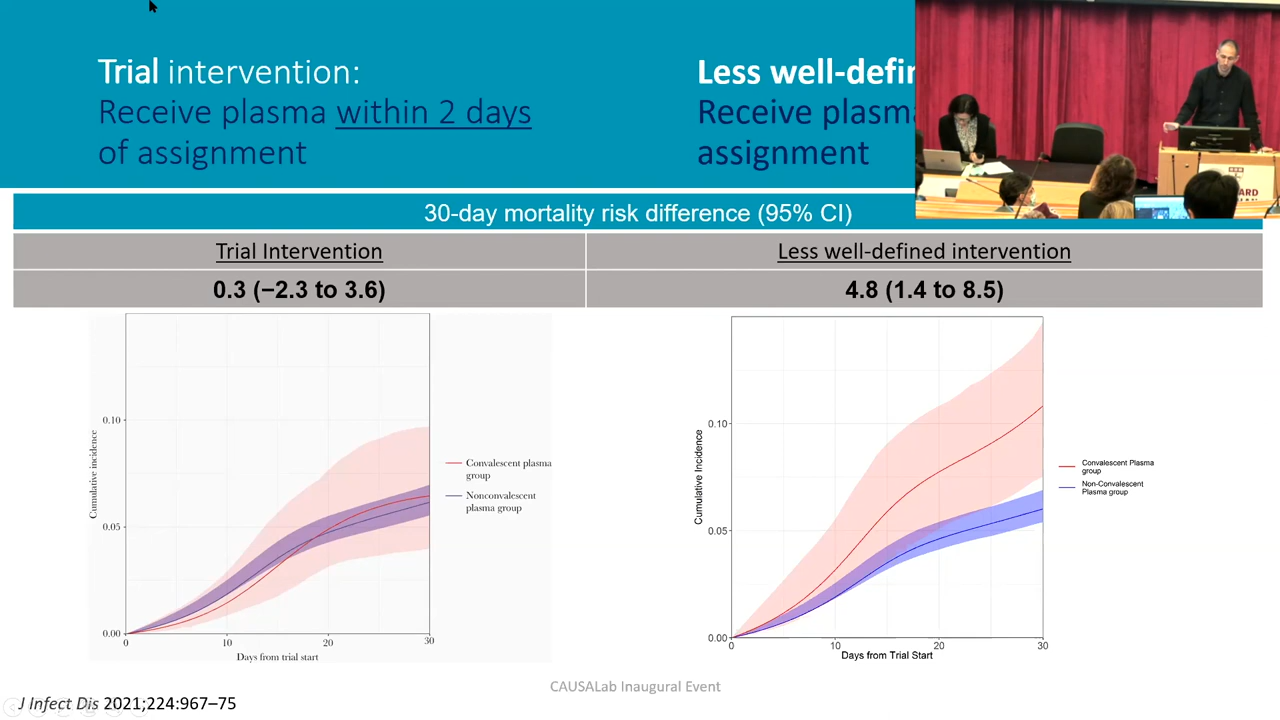 Trial intervention:
Receive plasma within 2 days
of assignment
Less well-defin
Receive plasm
assignment
30-day mortality risk difference (95% CI)
Trial Intervention
Less well-defined intervention
0.3 (−2.3 to 3.6)
4.8 (1.4 to 8.5)
Cumulative incidence
0.10
0.05
0.00
0
10
20
30
Days from trial start
Convalescent plasma
group
Nonconvalescent
plasma group
Cumulative Incidence
0.10
0.05
0.00
0
10
20
30
Days from Trial Start
Convalescent Plasma
group
Non-Convalescent
Plasma group
CAUSALab Inaugural Event
J Infect Dis 2021;224:967–75